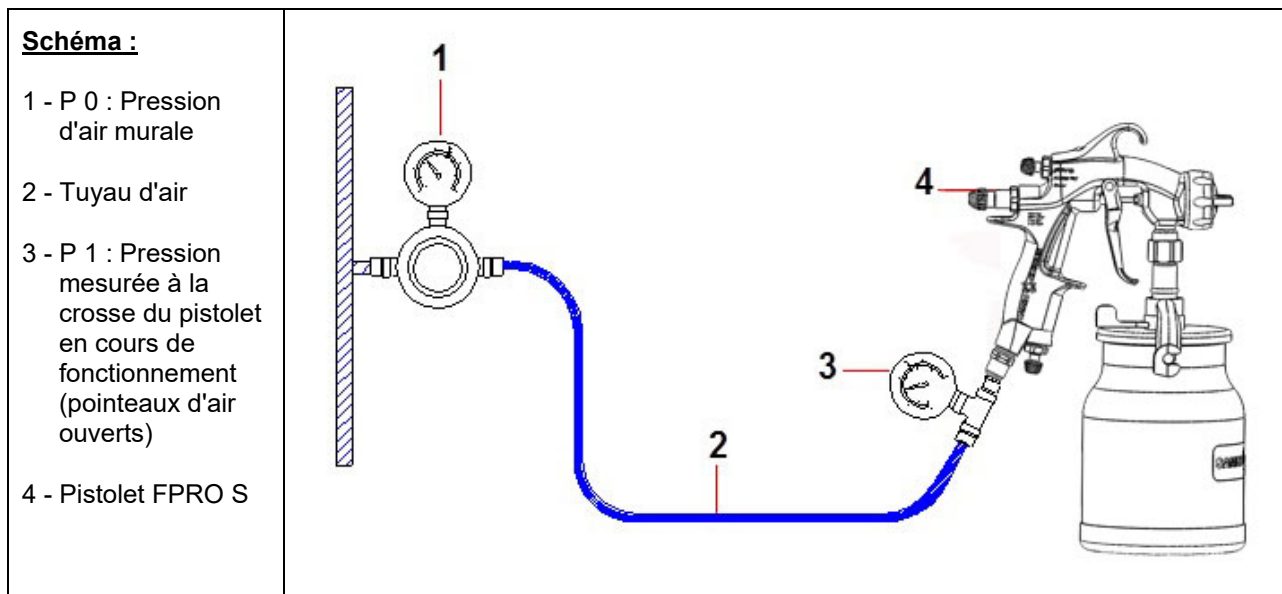 Schéma :
1 - P 0 : Pression
d'air murale
2 - Tuyau d'air
3 - P 1 : Pression
mesurée à la
crosse du pistolet
en cours de
fonctionnement
(pointeaux d'air
ouverts)
4 - Pistolet FPRO S
1
4
3
2